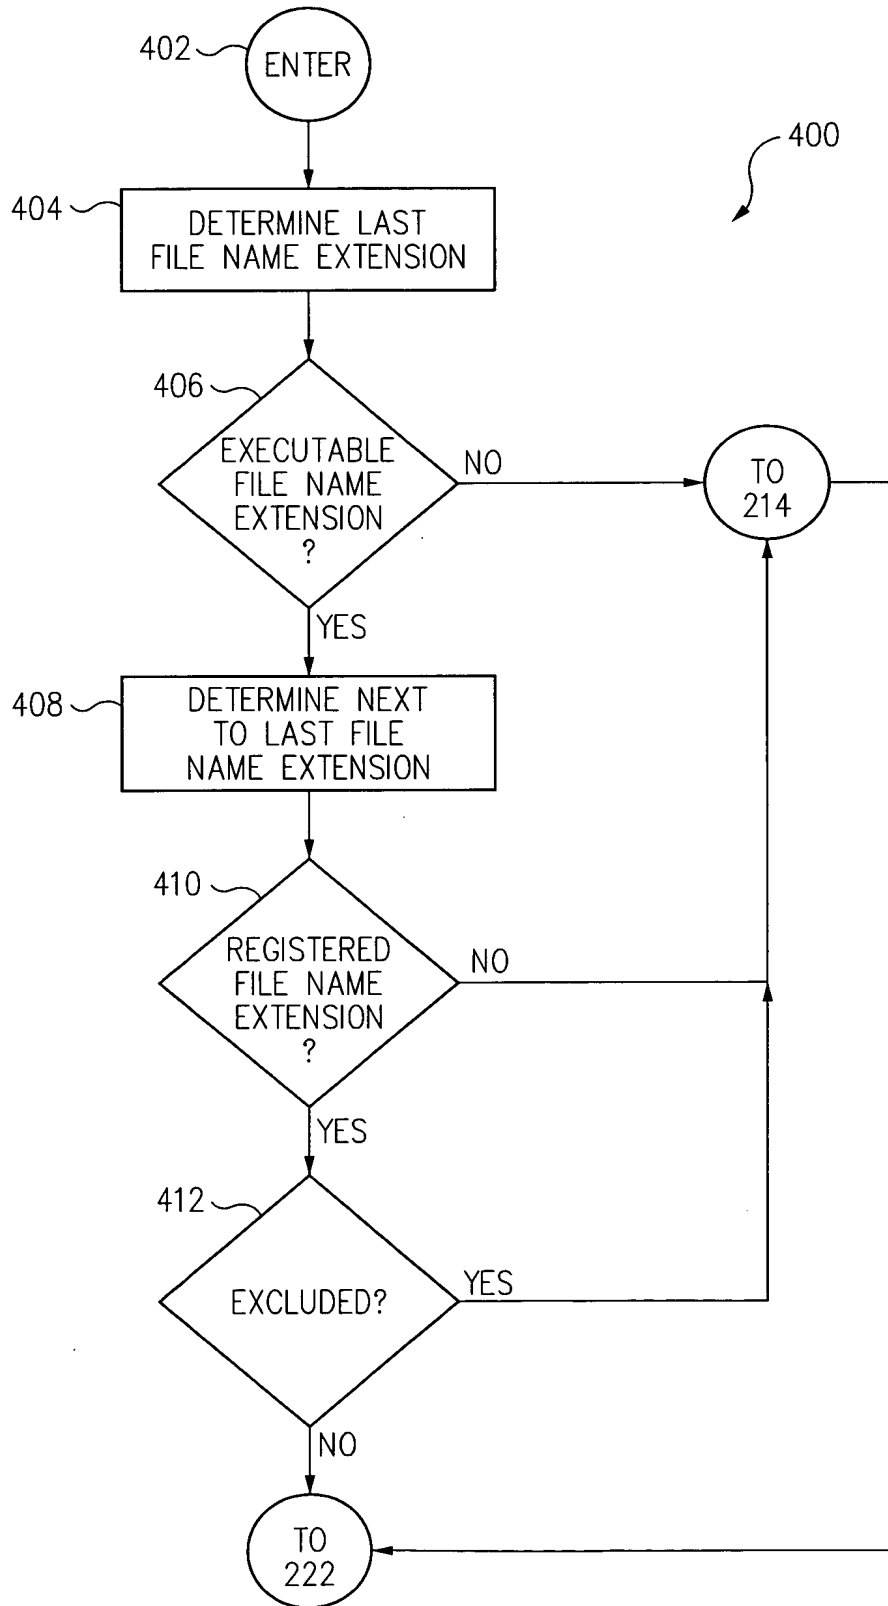 402
ENTER
400
404
DETERMINE LAST
FILE NAME EXTENSION
406
EXECUTABLE
FILE NAME
EXTENSION
?
NO
TO
214
YES
408
DETERMINE NEXT
TO LAST FILE
NAME EXTENSION
410
REGISTERED
FILE NAME
EXTENSION
?
NO
YES
412
EXCLUDED?
YES
NO
TO
222